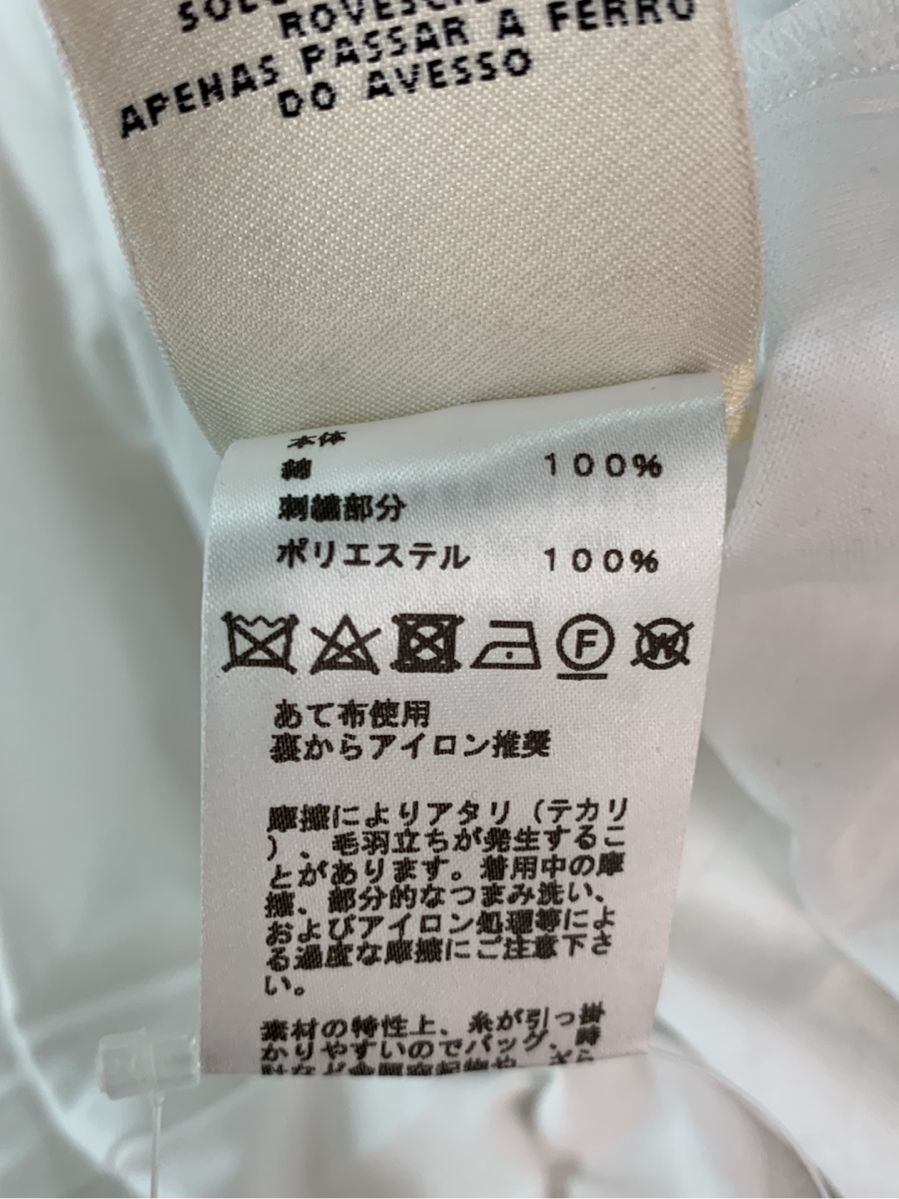 ROVESCI
APENAS PASSAR A FERRO
DO AVESSO
本体
綿 100%
刺繍部分
ポリエステル 100%
F
W
あて布使用
裏からアイロン推奨
摩擦によりアタリ（テカリ
）、毛羽立ちが発生するこ
とがあります。着用中の摩
擦、部分的なつまみ洗い、
およびアイロン処理等によ
る過度な摩擦にご注意下さ
い。
素材の特性上、糸が引っ掛
かりやすいのでバッグ、時